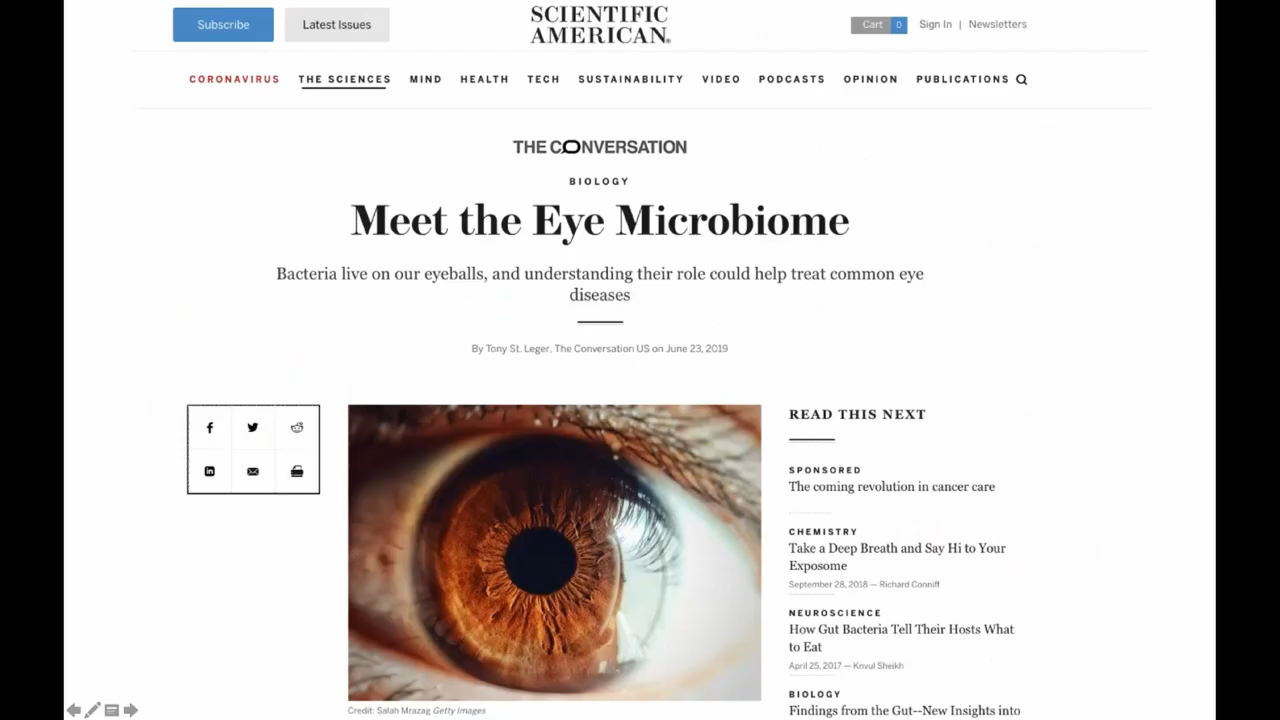 Subscribe
Latest Issues
SCIENTIFIC
AMERICAN®
Cart 0
Sign In | Newsletters
CORONAVIRUS THE SCIENCES MIND HEALTH TECH SUSTAINABILITY VIDEO PODCASTS OPINION PUBLICATIONS
THE CONVERSATION
BIOLOGY
Meet the Eye Microbiome
Bacteria live on our eyeballs, and understanding their role could help treat common eye
diseases
By Tony St. Leger, The Conversation US on June 23, 2019
Credit: Salah Mrazag Getty Images
READ THIS NEXT
SPONSORED
The coming revolution in cancer care
CHEMISTRY
Take a Deep Breath and Say Hi to Your
Exposome
September 28, 2018 — Richard Conniff
NEUROSCIENCE
How Gut Bacteria Tell Their Hosts What
to Eat
April 25, 2017 — Knvul Sheikh
BIOLOGY
Findings from the Gut--New Insights into